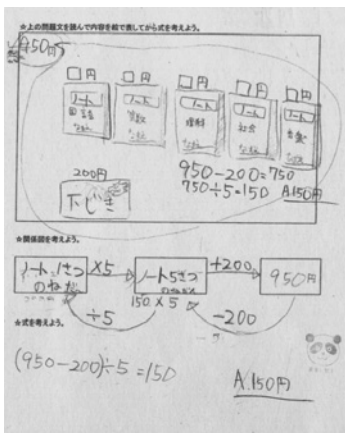 ★上の問題文を読んで内容を絵で表してから式を考えよう。
950円
□円 □円 □円 □円 □円
ノート ノート ノート ノート ノート
国語 算数 理科 社会 音楽
950-200=750
750÷5=150 A.150円
200円
下じき
★関係図を考えよう。
ノート1さつのねだん ×5 ノート5さつのねだん +200 950円
÷5 150×5 -200
★式を考えよう。
(950-200)÷5=150
A.150円